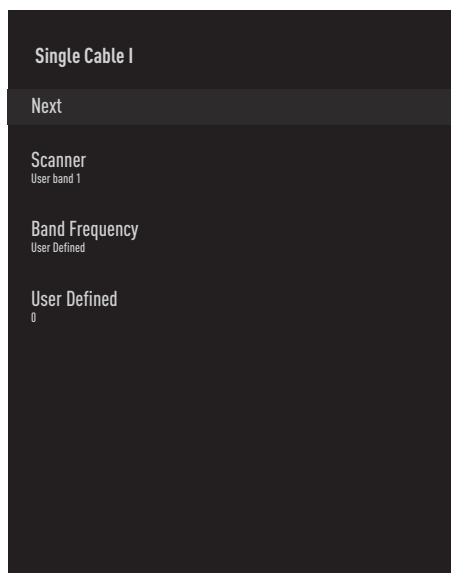 Single Cable I
Next
Scanner
User band 1
Band Frequency
User Defined
User Defined
0